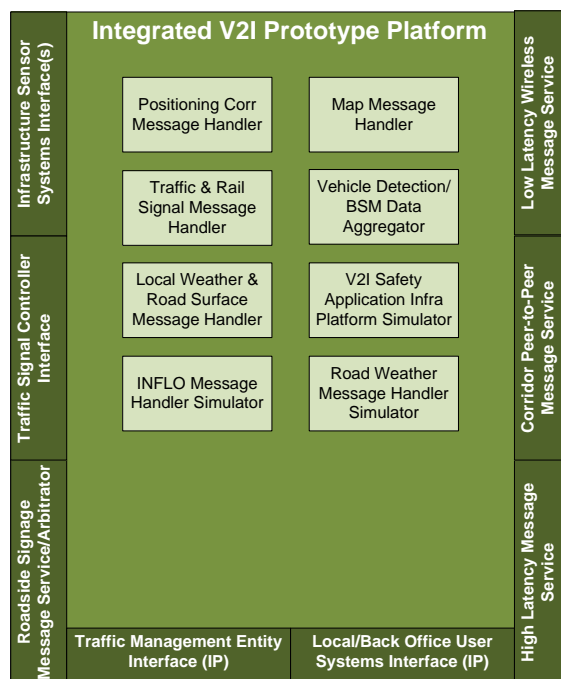 Integrated V2I Prototype Platform
Infrastructure Sensor
Systems Interface(s)
Traffic Signal Controller
Interface
Roadside Signage
Message Service/Arbitrator
Positioning Corr
Message Handler
Map Message
Handler
Traffic & Rail
Signal Message
Handler
Vehicle Detection/
BSM Data
Aggregator
Local Weather &
Road Surface
Message Handler
V2I Safety
Application Infra
Platform Simulator
INFLO Message
Handler Simulator
Road Weather
Message Handler
Simulator
Low Latency Wireless
Message Service
Corridor Peer-to-Peer
Message Service
High Latency Message
Service
Traffic Management Entity
Interface (IP)
Local/Back Office User
Systems Interface (IP)